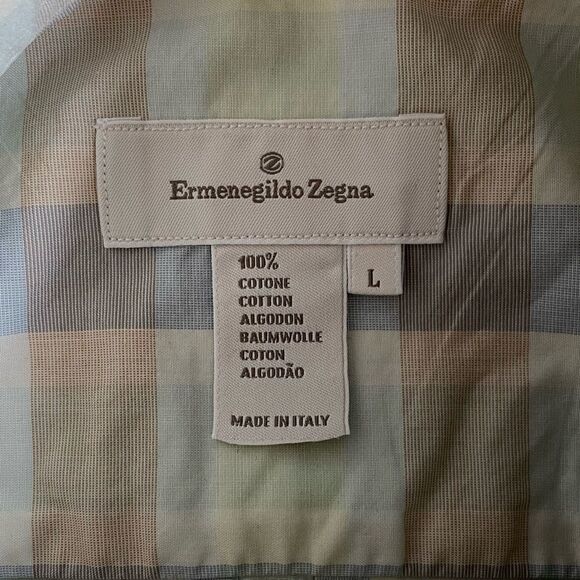 Ermenegildo Zegna
100%
COTONE
COTTON
ALGODON
BAUMWOLLE
COTON
ALGODÃO
MADE IN ITALY
L